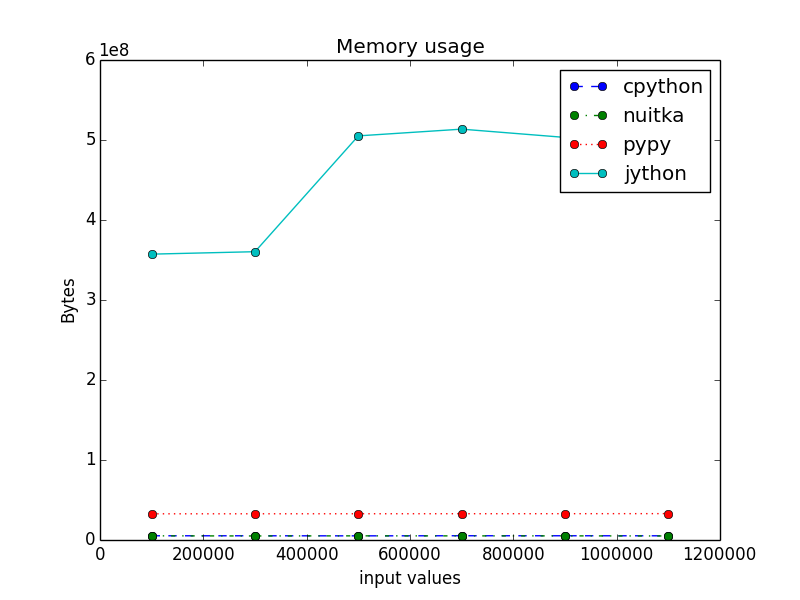 Memory usage
1e8
6
5
4
3
2
1
0
Bytes
cpython
nuitka
pypy
jython
0 200000 400000 600000 800000 1000000 1200000
input values